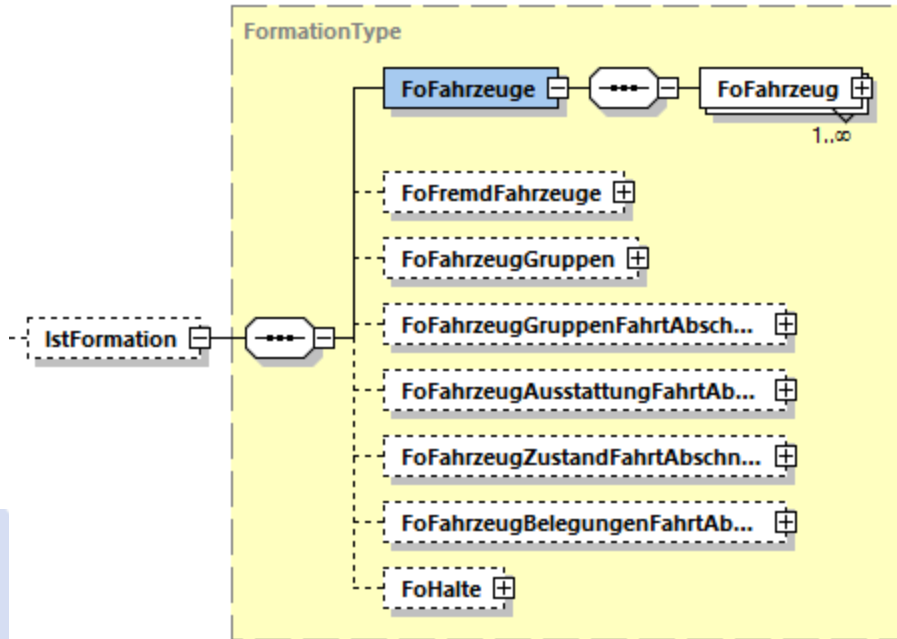 FormationType
FoFahrzeuge
FoFahrzeug
1..∞
FoFremdFahrzeuge
FoFahrzeugGruppen
FoFahrzeugGruppenFahrtAbsch...
IstFormation
FoFahrzeugAusstattungFahrtAb...
FoFahrzeugZustandFahrtAbschn...
FoFahrzeugBelegungenFahrtAb...
FoHalte